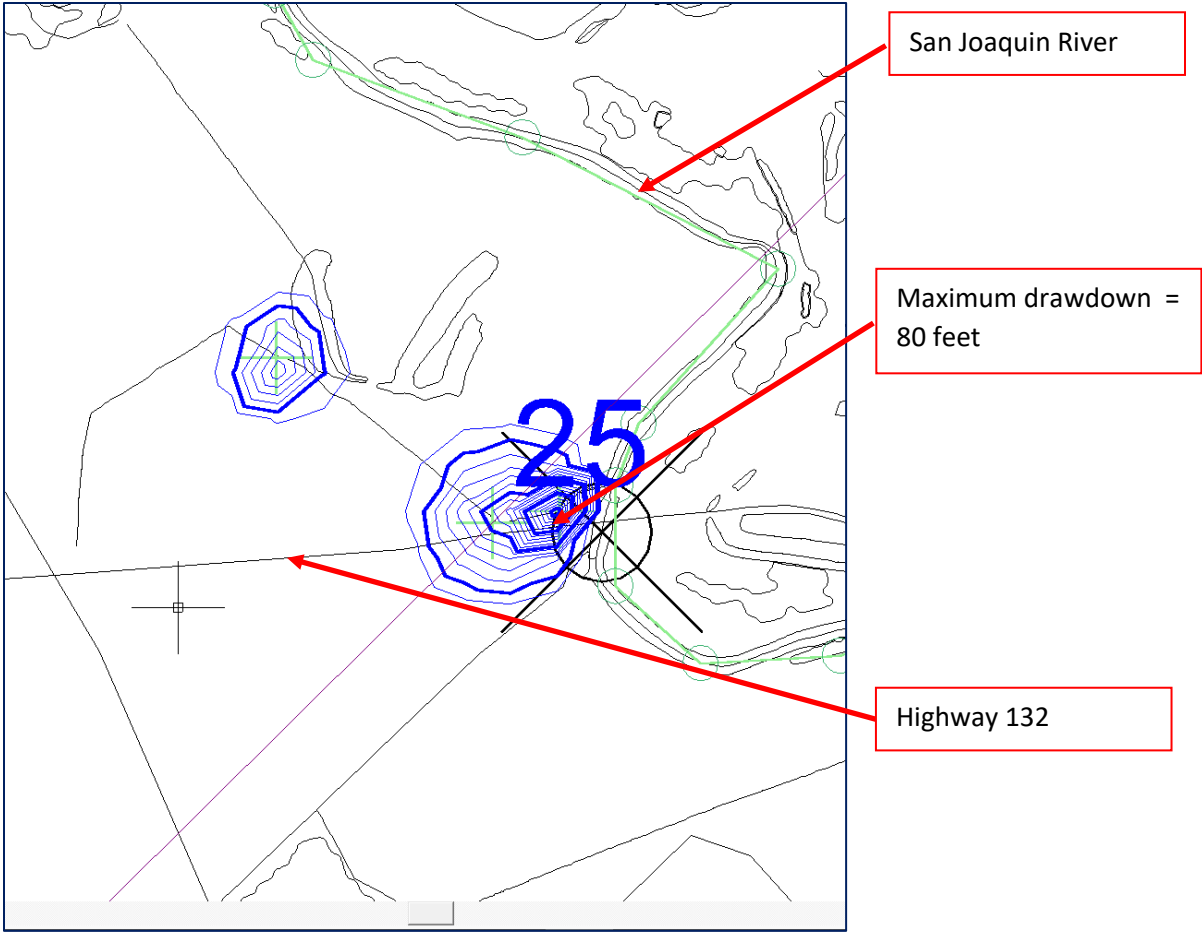 San Joaquin River
Maximum drawdown =
80 feet
25
Highway 132